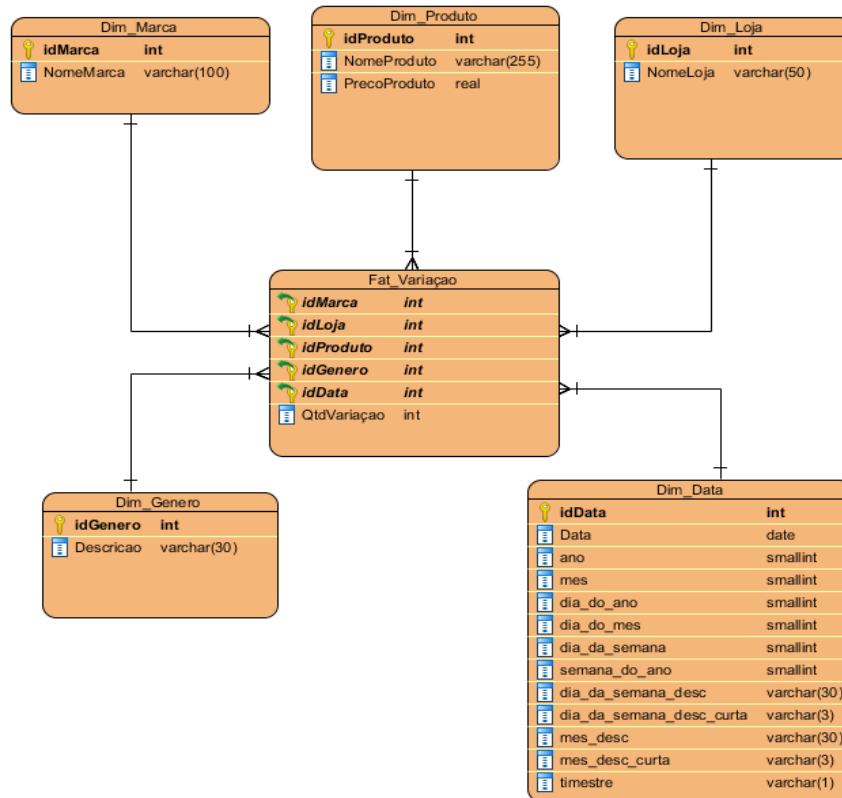 Dim_Marca
idMarca int
NomeMarca varchar(100)
Dim_Produto
idProduto int
NomeProduto varchar(255)
PrecoProduto real
Dim_Loja
idLoja int
NomeLoja varchar(50)
Fat_Variaçao
idMarca int
idLoja int
idProduto int
idGenero int
idData int
QtdVariaçao int
Dim_Genero
idGenero int
Descricao varchar(30)
Dim_Data
idData int
Data date
ano smallint
mes smallint
dia_do_ano smallint
dia_do_mes smallint
dia_da_semana smallint
semana_do_ano smallint
dia_da_semana_desc varchar(30)
dia_da_semana_desc_curta varchar(3)
mes_desc varchar(30)
mes_desc_curta varchar(3)
timestre varchar(1)